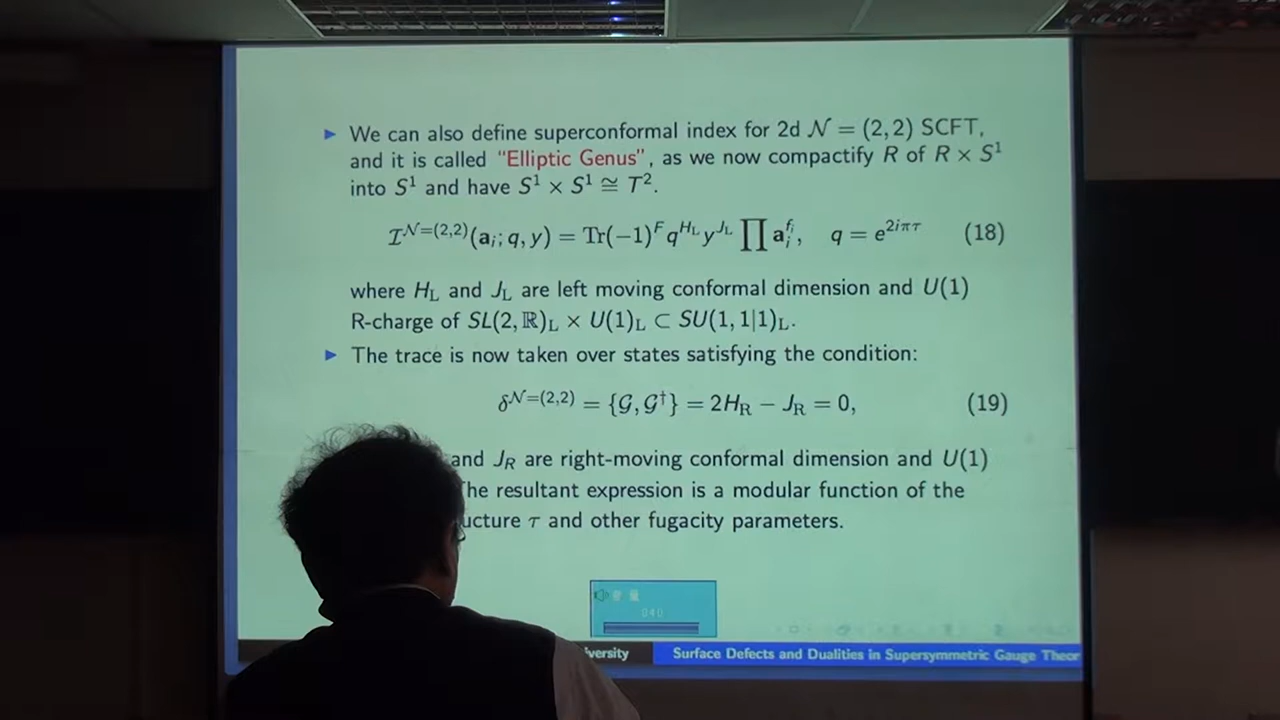 ► We can also define superconformal index for 2d 𝒩 = (2,2) SCFT,
and it is called "Elliptic Genus", as we now compactify R of R × S¹
into S¹ and have S¹ × S¹ ≅ T².
ℐ^{𝒩=(2,2)}(a_i; q, y) = Tr(−1)^F q^{H_L} y^{J_L} ∏ a_i^{f_i}, q = e^{2iπτ} (18)
where H_L and J_L are left moving conformal dimension and U(1)
R-charge of SL(2,ℝ)_L × U(1)_L ⊂ SU(1,1|1)_L.
► The trace is now taken over states satisfying the condition:
δ^{𝒩=(2,2)} = {𝒢, 𝒢†} = 2H_R − J_R = 0, (19)
and J_R are right-moving conformal dimension and U(1)
The resultant expression is a modular function of the
ucture τ and other fugacity parameters.
音量
040
versity Surface Defects and Dualities in Supersymmetric Gauge Theor